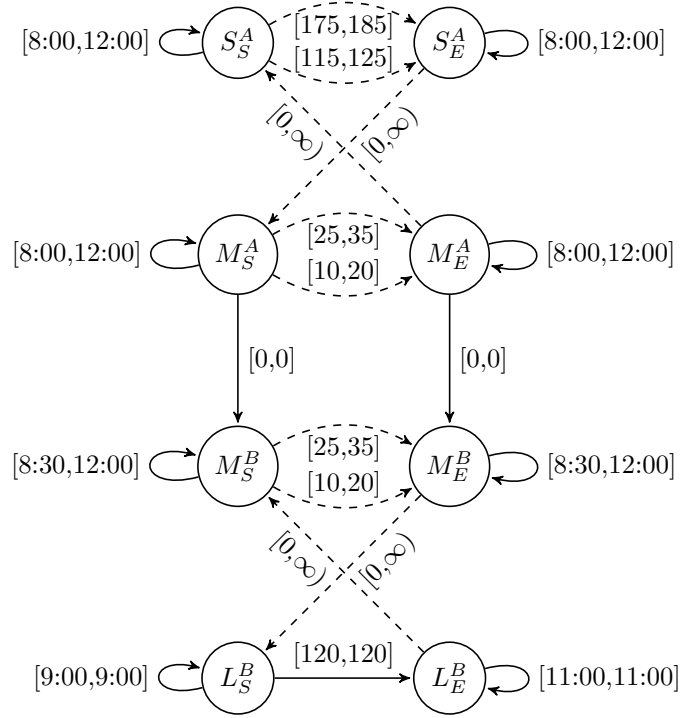 [8:00,12:00] S_S^A [175,185] S_E^A [8:00,12:00]
[115,125]
[0,∞) [0,∞)
[8:00,12:00] M_S^A [25,35] M_E^A [8:00,12:00]
[10,20]
[0,0] [0,0]
[8:30,12:00] M_S^B [25,35] M_E^B [8:30,12:00]
[10,20]
[0,∞) [0,∞)
[9:00,9:00] L_S^B [120,120] L_E^B [11:00,11:00]